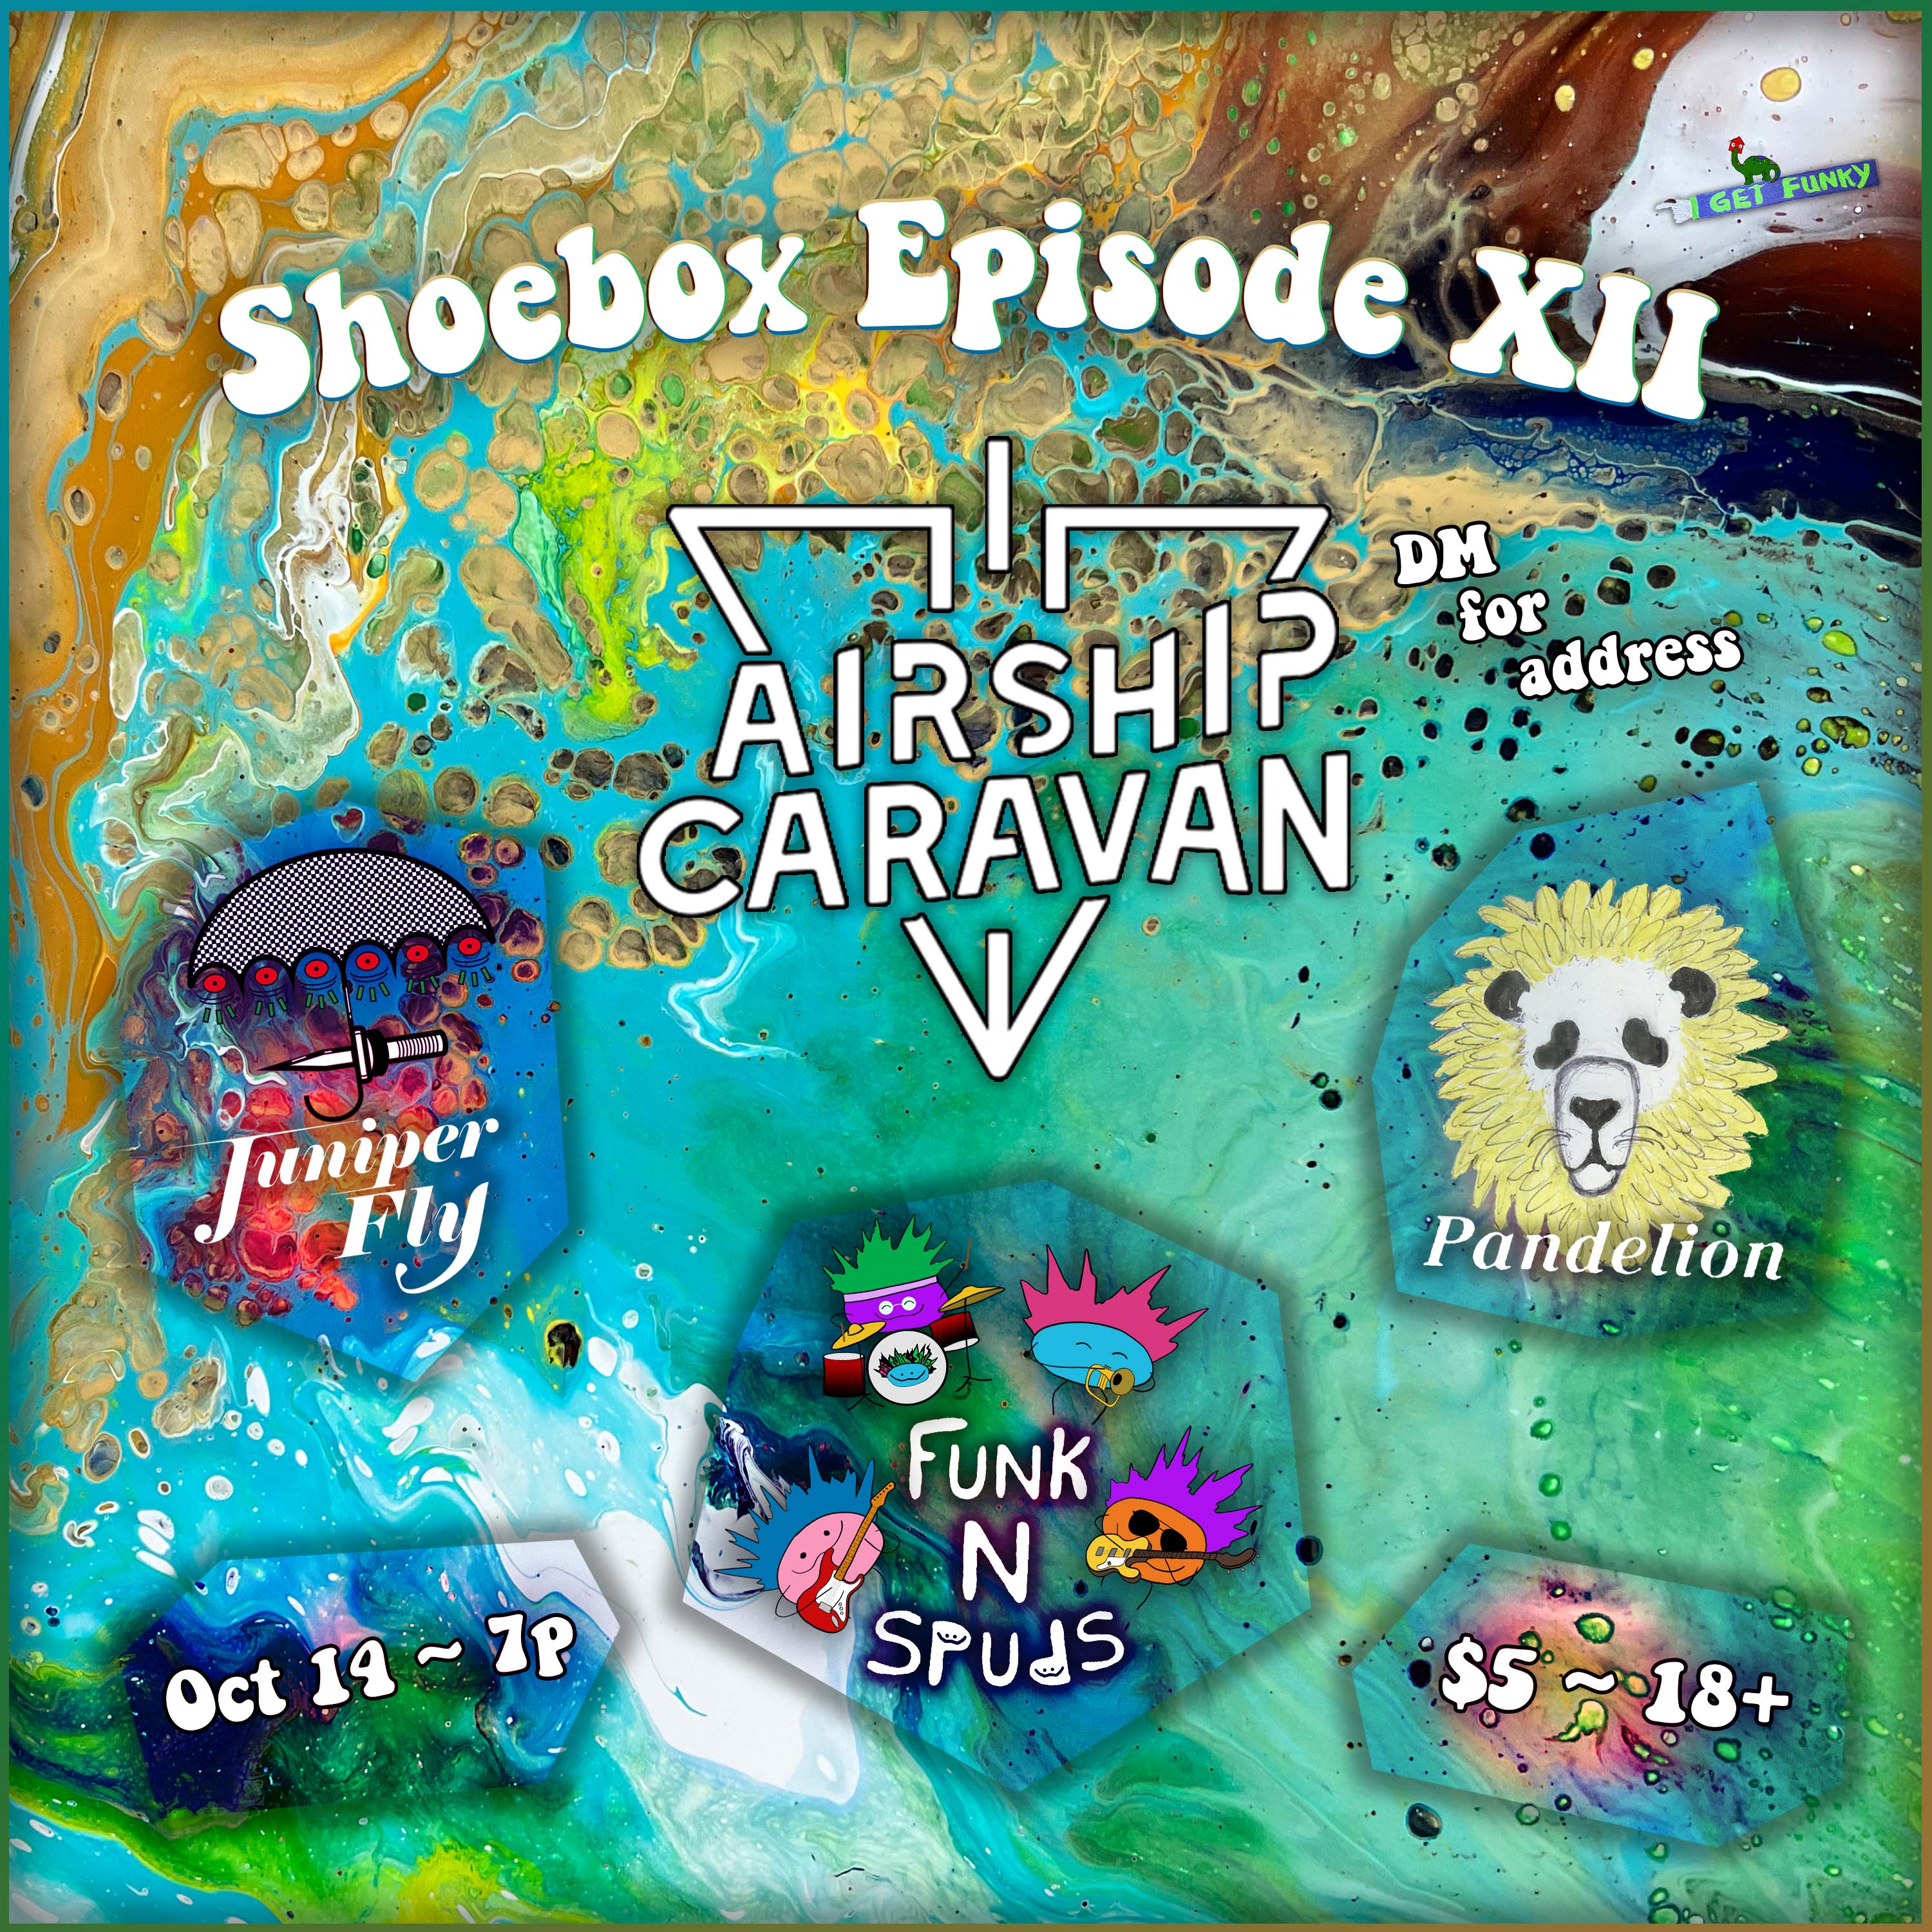 I GET FUNKY
Shoebox Episode XII
DM
for
address
AIRSHIP
CARAVAN
Juniper
Fly
Pandelion
FUNK
N
SPUdS
Oct 14 ~ 7p
$5 ~ 18+